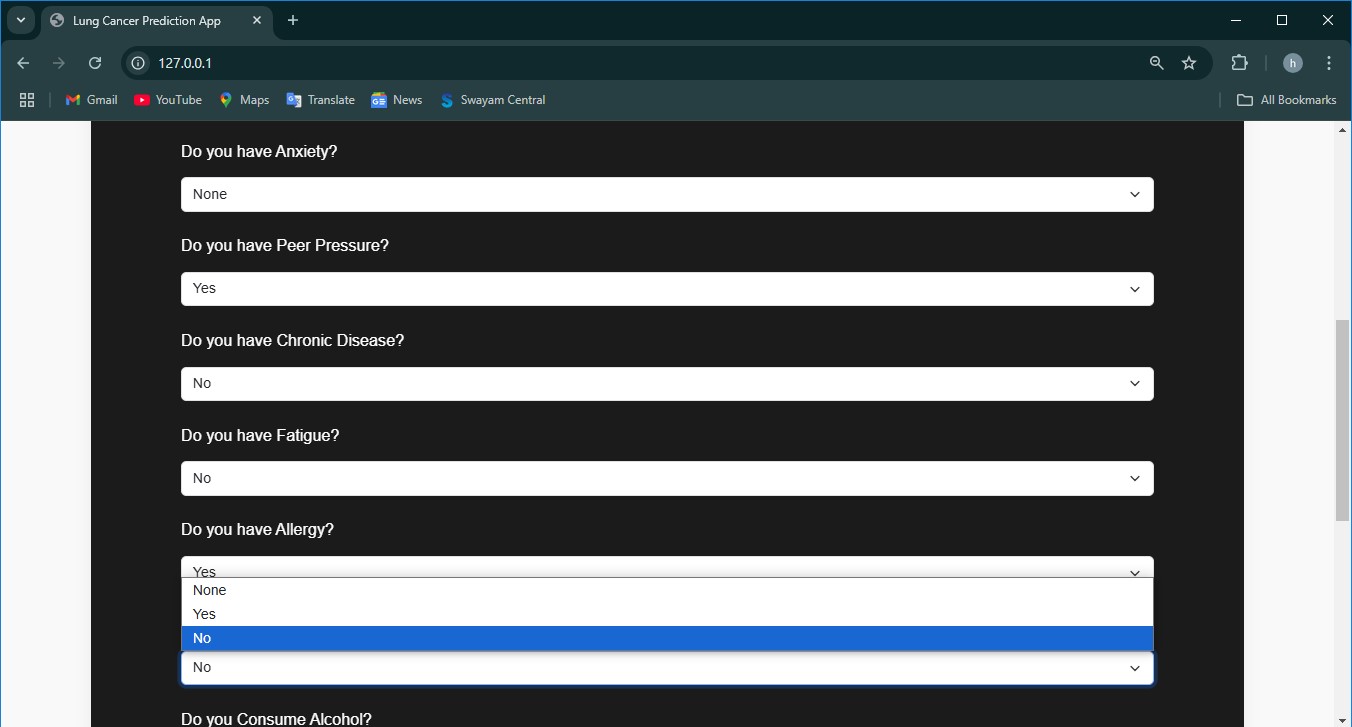 Lung Cancer Prediction App
127.0.0.1
h
Gmail YouTube Maps Translate News Swayam Central All Bookmarks
Do you have Anxiety?
None
Do you have Peer Pressure?
Yes
Do you have Chronic Disease?
No
Do you have Fatigue?
No
Do you have Allergy?
Yes
None
Yes
No
No
Do you Consume Alcohol?